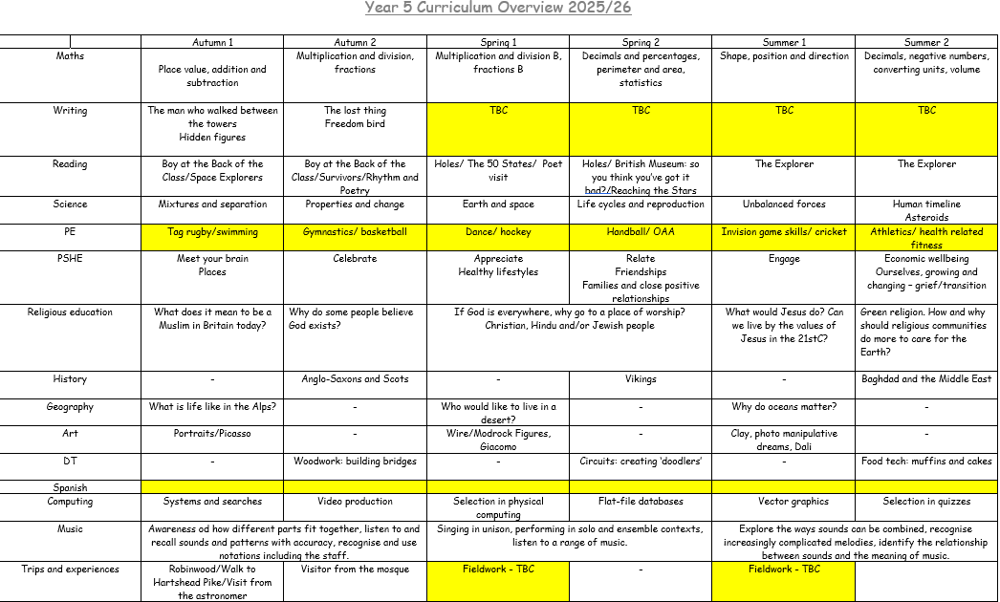 Year 5 Curriculum Overview 2025/26
Autumn 1 Autumn 2 Spring 1 Spring 2 Summer 1 Summer 2
Maths
Place value, addition and
subtraction
Multiplication and division,
fractions
Multiplication and division B,
fractions B
Decimals and percentages,
perimeter and area,
statistics
Shape, position and direction
Decimals, negative numbers,
converting units, volume
Writing
The man who walked between
the towers
Hidden figures
The lost thing
Freedom bird
TBC
TBC
TBC
TBC
Reading
Boy at the Back of the
Class/Space Explorers
Boy at the Back of the
Class/Survivors/Rhythm and
Poetry
Holes/ The 50 States/ Poet
visit
Holes/ British Museum: so
you think you've got it
bad?/Reaching the Stars
The Explorer
The Explorer
Science
Mixtures and separation
Properties and change
Earth and space
Life cycles and reproduction
Unbalanced forces
Human timeline
Asteroids
PE
Tag rugby/swimming
Gymnastics/ basketball
Dance/ hockey
Handball/ OAA
Invision game skills/ cricket
Athletics/ health related
fitness
PSHE
Meet your brain
Places
Celebrate
Appreciate
Healthy lifestyles
Relate
Friendships
Families and close positive
relationships
Engage
Economic wellbeing
Ourselves, growing and
changing – grief/transition
Religious education
What does it mean to be a
Muslim in Britain today?
Why do some people believe
God exists?
If God is everywhere, why go to a place of worship?
Christian, Hindu and/or Jewish people
What would Jesus do? Can
we live by the values of
Jesus in the 21stC?
Green religion. How and why
should religious communities
do more to care for the
Earth?
History
-
Anglo-Saxons and Scots
-
Vikings
-
Baghdad and the Middle East
Geography
What is life like in the Alps?
-
Who would like to live in a
desert?
-
Why do oceans matter?
-
Art
Portraits/Picasso
-
Wire/Modrock Figures,
Giacomo
-
Clay, photo manipulative
dreams, Dali
-
DT
-
Woodwork: building bridges
-
Circuits: creating 'doodlers'
-
Food tech: muffins and cakes
Spanish
Computing
Systems and searches
Video production
Selection in physical
computing
Flat-file databases
Vector graphics
Selection in quizzes
Music
Awareness od how different parts fit together, listen to and
recall sounds and patterns with accuracy, recognise and use
notations including the staff.
Singing in unison, performing in solo and ensemble contexts,
listen to a range of music.
Explore the ways sounds can be combined, recognise
increasingly complicated melodies, identify the relationship
between sounds and the meaning of music.
Trips and experiences
Robinwood/Walk to
Hartshead Pike/Visit from
the astronomer
Visitor from the mosque
Fieldwork – TBC
-
Fieldwork – TBC